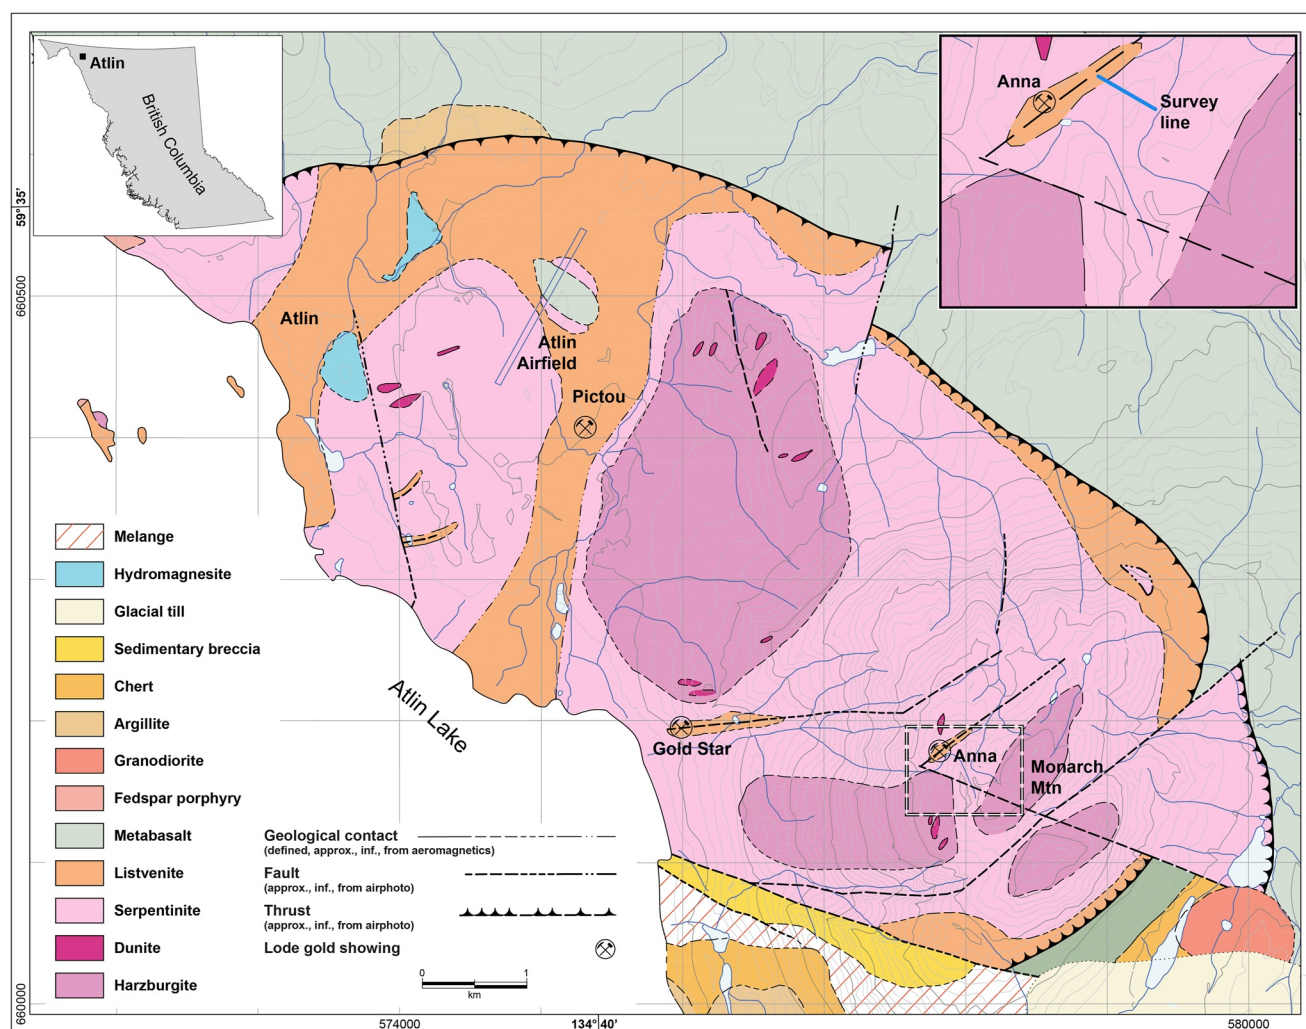 Atlin
British Columbia
Anna
Survey
line
59°35'
660500
Atlin
Atlin
Airfield
Pictou
Melange
Hydromagnesite
Glacial till
Sedimentary breccia
Chert
Argillite
Granodiorite
Fedspar porphyry
Metabasalt
Listvenite
Serpentinite
Dunite
Harzburgite
Atlin Lake
Gold Star
Anna
Monarch
Mtn
Geological contact
(defined, approx., inf., from aeromagnetics)
Fault
(approx., inf., from airphoto)
Thrust
(approx., inf., from airphoto)
Lode gold showing
0 1
km
660000
574000
134°40'
580000